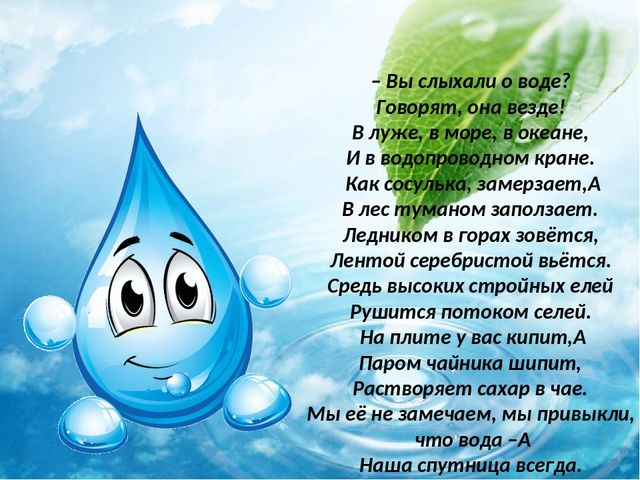 – Вы слыхали о воде?
Говорят, она везде!
В луже, в море, в океане,
И в водопроводном кране.
Как сосулька, замерзает,А
В лес туманом заползает.
Ледником в горах зовётся,
Лентой серебристой вьётся.
Средь высоких стройных елей
Рушится потоком селей.
На плите у вас кипит,А
Паром чайника шипит,
Растворяет сахар в чае.
Мы её не замечаем, мы привыкли,
что вода –А
Наша спутница всегда.